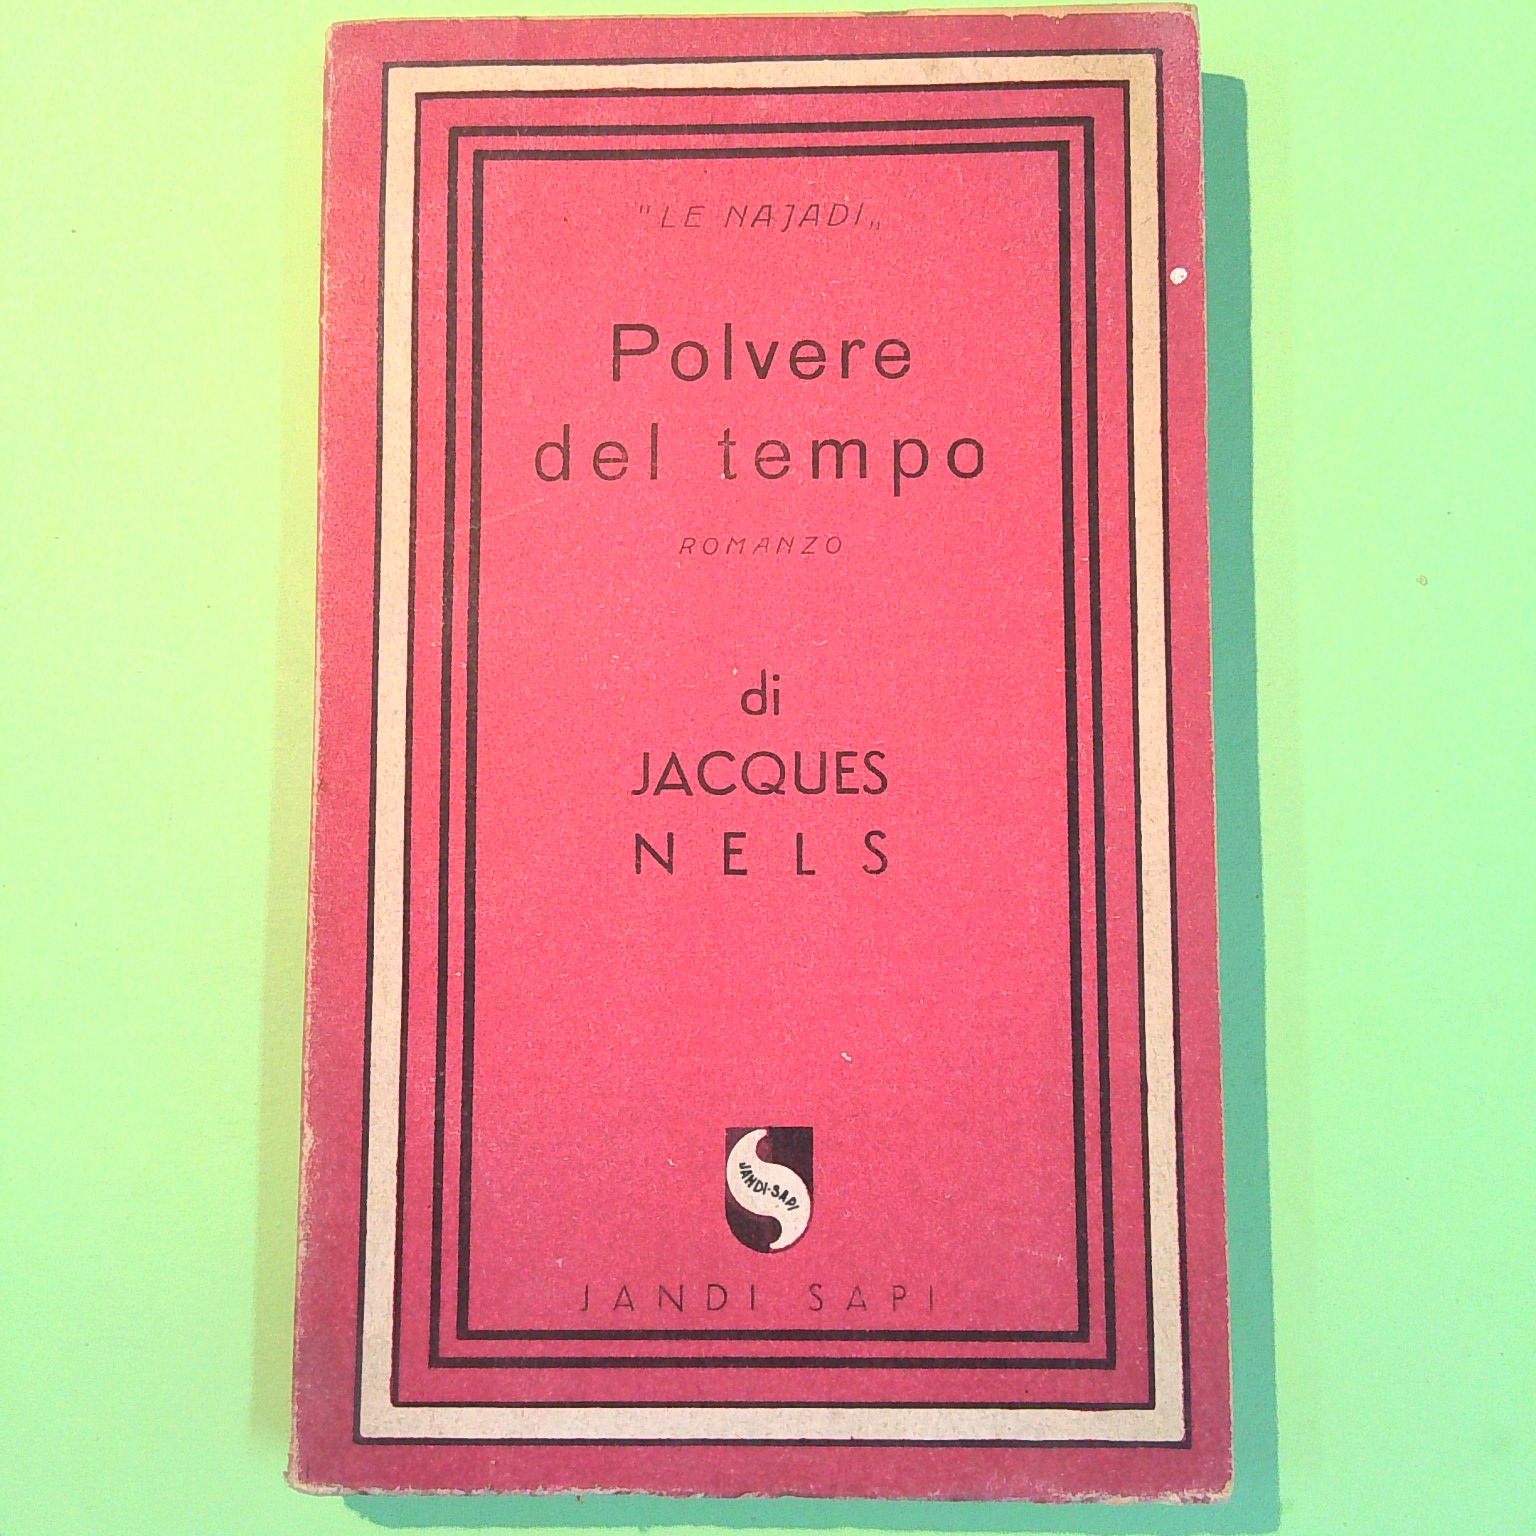 "LE NAJADI„
Polvere
del tempo
ROMANZO
di
JACQUES
NELS
JANDI-SAPI
JANDI SAPI